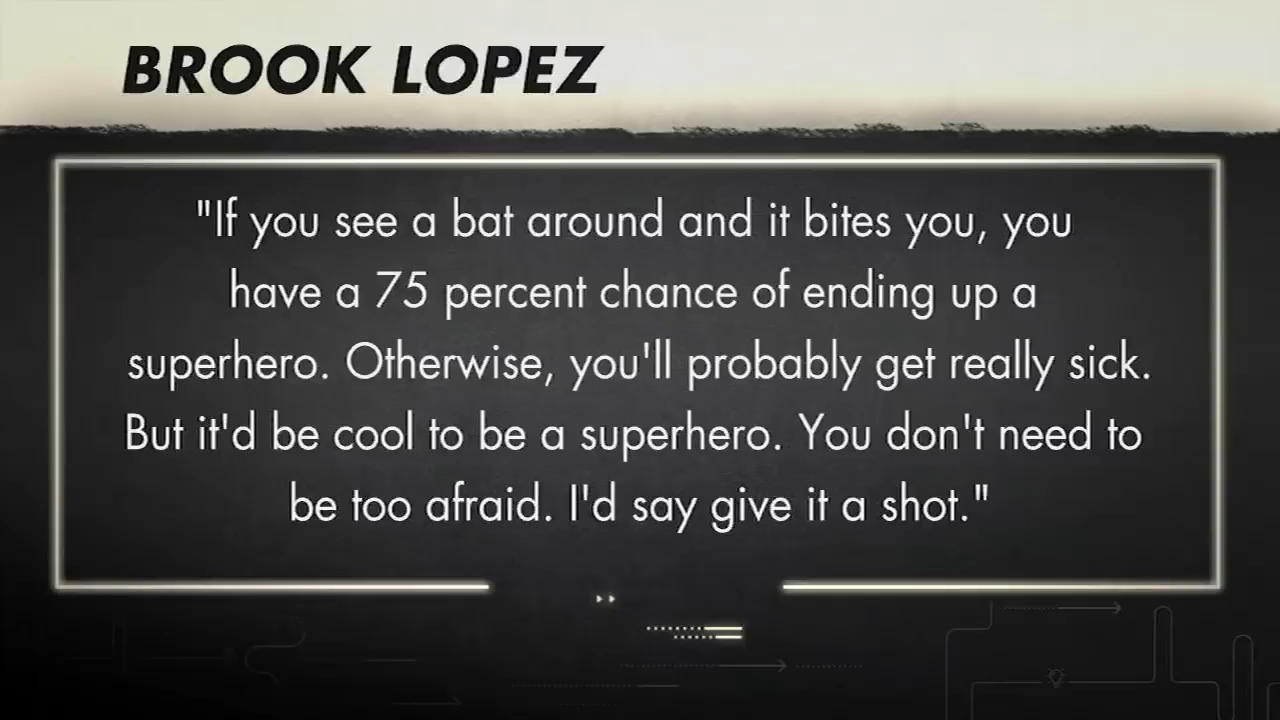 BROOK LOPEZ
"If you see a bat around and it bites you, you
have a 75 percent chance of ending up a
superhero. Otherwise, you'll probably get really sick.
But it'd be cool to be a superhero. You don't need to
be too afraid. I'd say give it a shot."